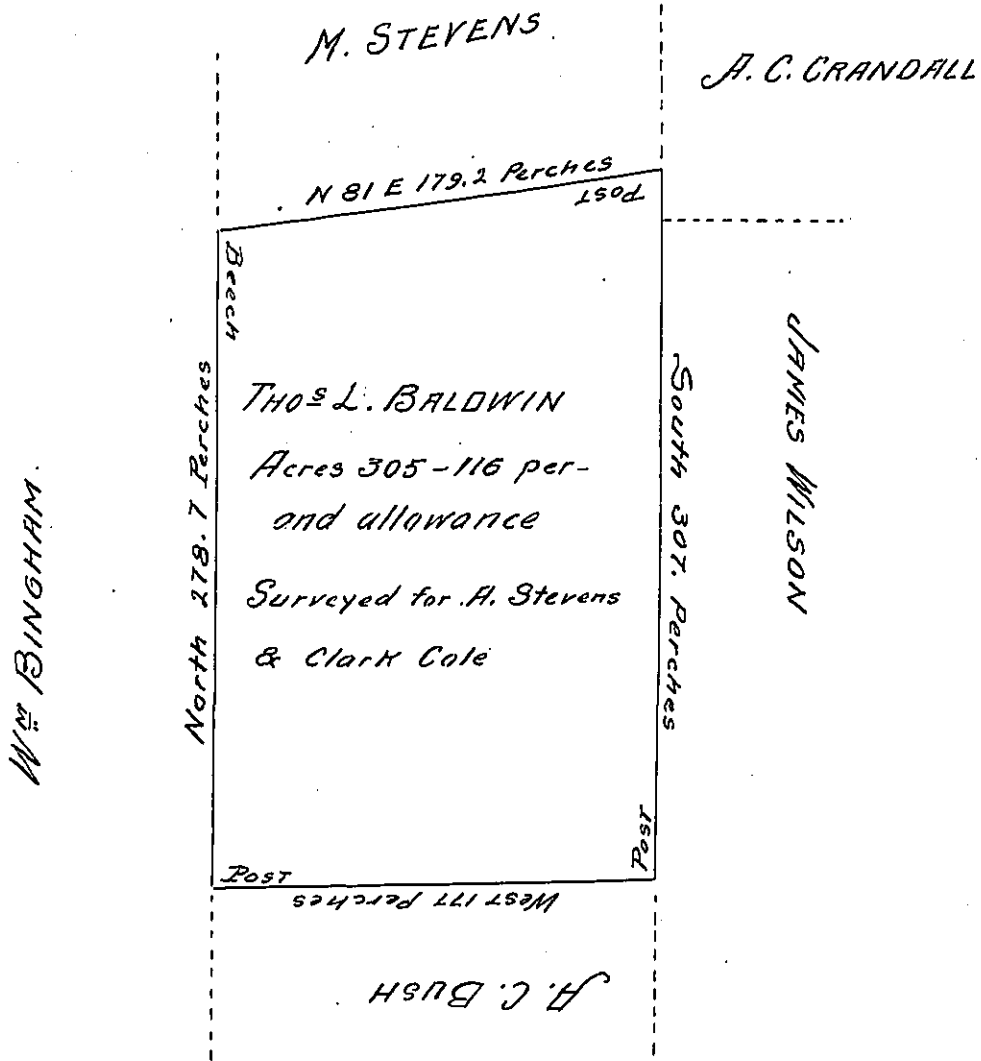 M. STEVENS.
A. C. CRANDALL
N 81 E 179.2 Perches
POST
Beech
THOS L. BALDWIN
Acres 305-116 per-
and allowance
Surveyed for A. Stevens
& Clark Cole
North 278.7 Perches
South 307. Perches
JAMES WILSON
Wm BINGHAM.
POST
POST
West 177 Perches
A. C. BUSH